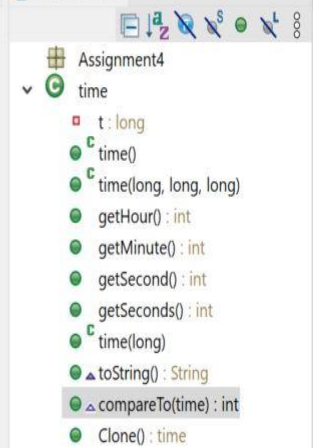 Assignment4
time
t : long
time()
time(long, long, long)
getHour() : int
getMinute() : int
getSecond() : int
getSeconds() : int
time(long)
toString() : String
compareTo(time) : int
Clone() : time